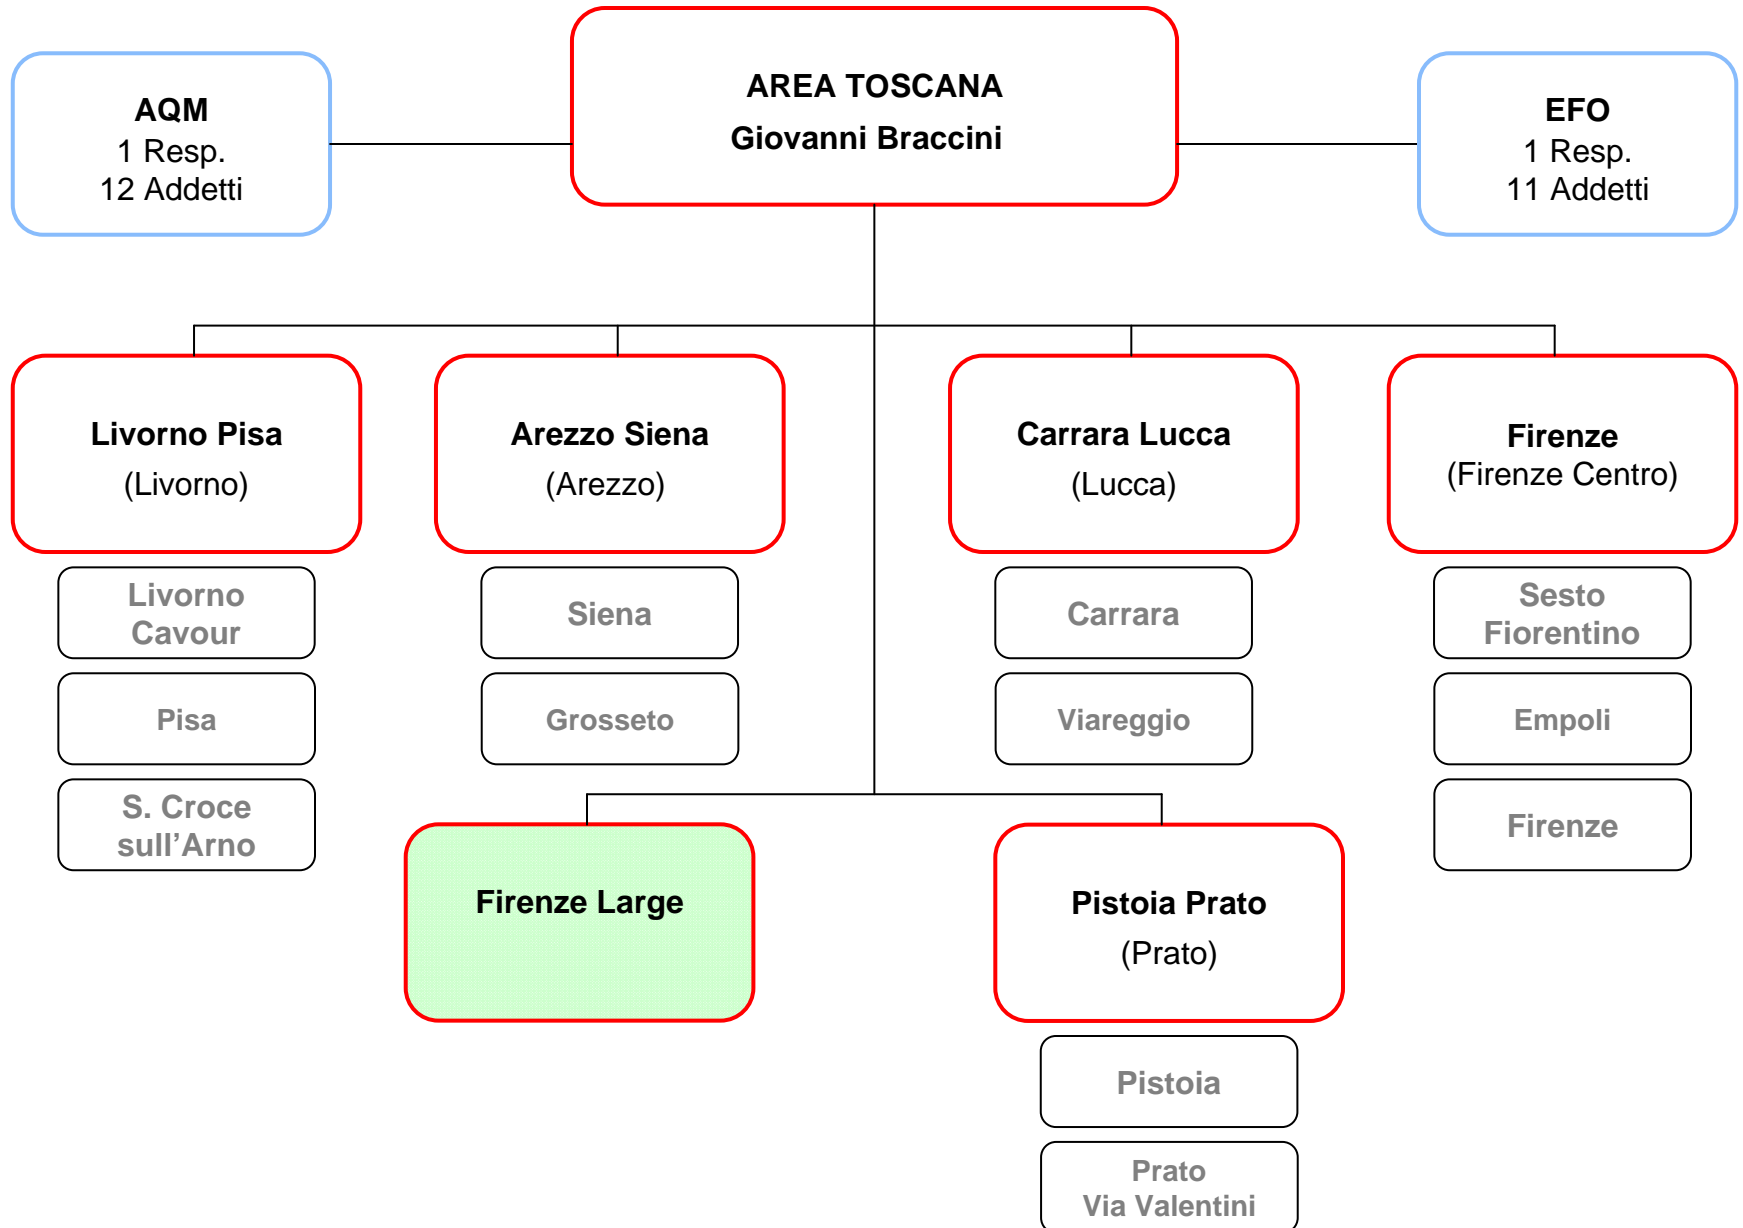 AQM
1 Resp.
12 Addetti
AREA TOSCANA
Giovanni Braccini
EFO
1 Resp.
11 Addetti
Livorno Pisa
(Livorno)
Arezzo Siena
(Arezzo)
Carrara Lucca
(Lucca)
Firenze
(Firenze Centro)
Livorno
Cavour
Siena
Carrara
Sesto
Fiorentino
Pisa
Grosseto
Viareggio
Empoli
S. Croce
sull’Arno
Firenze
Firenze Large
Pistoia Prato
(Prato)
Pistoia
Prato
Via Valentini